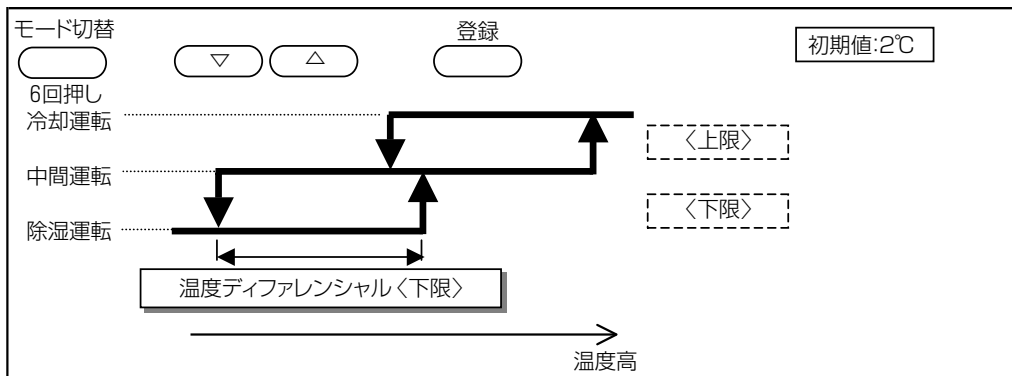 モード切替
▽
△
登録
初期値:2℃
6回押し
冷却運転
〈上限〉
中間運転
〈下限〉
除湿運転
温度ディファレンシャル〈下限〉
温度高